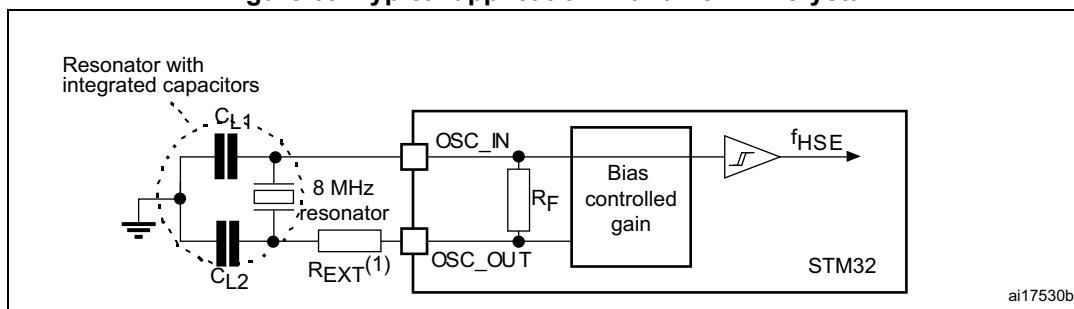 Resonator with
integrated capacitors
CL1
OSC_IN
fHSE
8 MHz
resonator
RF
Bias
controlled
gain
REXT(1)
OSC_OUT
CL2
STM32
ai17530b